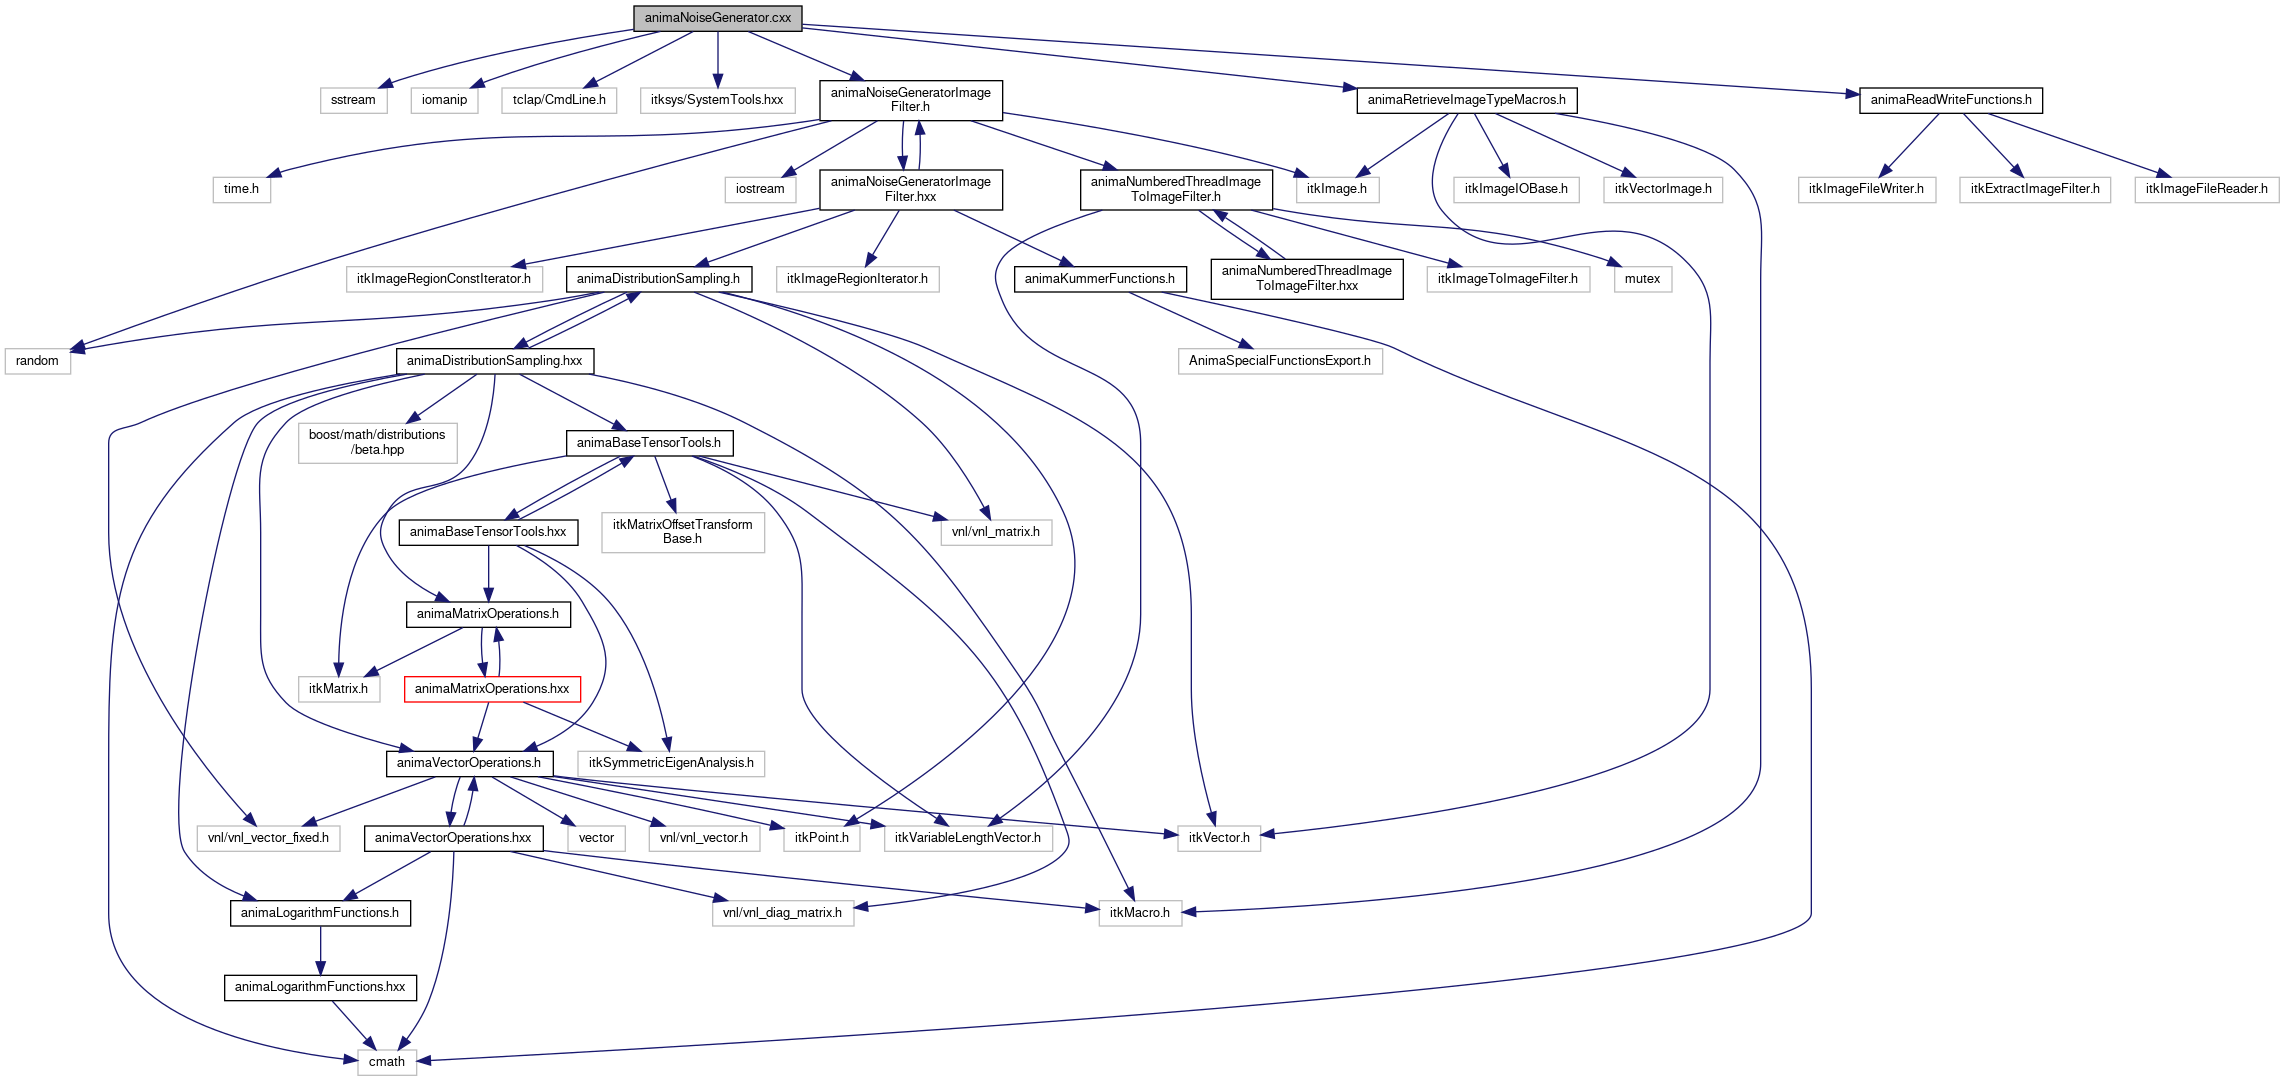 animaNoiseGenerator.cxx
sstream
iomanip
tclap/CmdLine.h
itksys/SystemTools.hxx
animaNoiseGeneratorImage
Filter.h
animaRetrieveImageTypeMacros.h
animaReadWriteFunctions.h
time.h
iostream
animaNoiseGeneratorImage
Filter.hxx
animaNumberedThreadImage
ToImageFilter.h
itkImage.h
itkImageIOBase.h
itkVectorImage.h
itkImageFileWriter.h
itkExtractImageFilter.h
itkImageFileReader.h
itkImageRegionConstIterator.h
animaDistributionSampling.h
itkImageRegionIterator.h
animaKummerFunctions.h
animaNumberedThreadImage
ToImageFilter.hxx
itkImageToImageFilter.h
mutex
random
animaDistributionSampling.hxx
AnimaSpecialFunctionsExport.h
boost/math/distributions
/beta.hpp
animaBaseTensorTools.h
animaBaseTensorTools.hxx
itkMatrixOffsetTransform
Base.h
vnl/vnl_matrix.h
animaMatrixOperations.h
itkMatrix.h
animaMatrixOperations.hxx
animaVectorOperations.h
itkSymmetricEigenAnalysis.h
vnl/vnl_vector_fixed.h
animaVectorOperations.hxx
vector
vnl/vnl_vector.h
itkPoint.h
itkVariableLengthVector.h
itkVector.h
animaLogarithmFunctions.h
vnl/vnl_diag_matrix.h
itkMacro.h
animaLogarithmFunctions.hxx
cmath